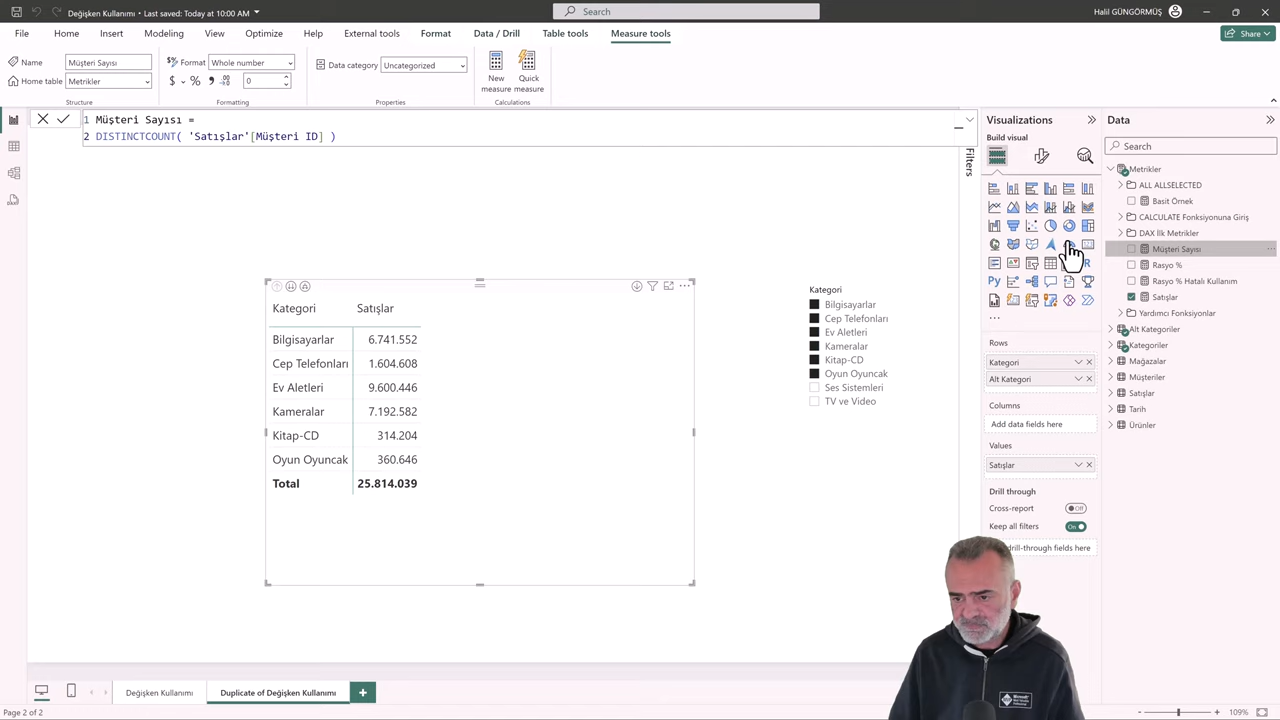 Değişken Kullanımı • Last saved: Today at 10:00 AM
Search
Halil GÜNGÖRMÜŞ
File Home Insert Modeling View Optimize Help External tools Format Data / Drill Table tools Measure tools
Share
Name Müşteri Sayısı
Home table Metrikler
Structure
Format Whole number
$ % 0
Formatting
Data category Uncategorized
Properties
New measure
Quick measure
Calculations
1 Müşteri Sayısı =
2 DISTINCTCOUNT( 'Satışlar'[Müşteri ID] )
Filters
Kategori Satışlar
Bilgisayarlar 6.741.552
Cep Telefonları 1.604.608
Ev Aletleri 9.600.446
Kameralar 7.192.582
Kitap-CD 314.204
Oyun Oyuncak 360.646
Total 25.814.039
Kategori
Bilgisayarlar
Cep Telefonları
Ev Aletleri
Kameralar
Kitap-CD
Oyun Oyuncak
Ses Sistemleri
TV ve Video
Visualizations
Build visual
Py
Rows
Kategori
Alt Kategori
Columns
Add data fields here
Values
Satışlar
Drill through
Cross-report Off
Keep all filters On
drill-through fields here
Data
Search
Metrikler
ALL ALLSELECTED
Basit Örnek
CALCULATE Fonksiyonuna Giriş
DAX İlk Metrikler
Müşteri Sayısı
Rasyo %
Rasyo % Hatalı Kullanım
Satışlar
Yardımcı Fonksiyonlar
Alt Kategoriler
Kategoriler
Mağazalar
Müşteriler
Satışlar
Tarih
Ürünler
Değişken Kullanımı
Duplicate of Değişken Kullanımı
Page 2 of 2
109%